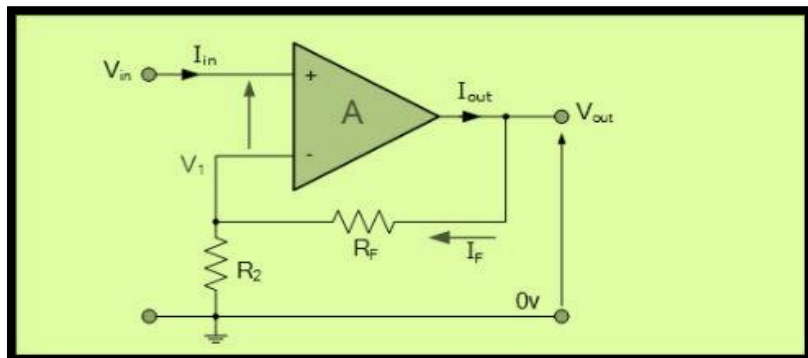 Vin
Iin
+
A
Iout
Vout
V1
-
RF
IF
R2
0v